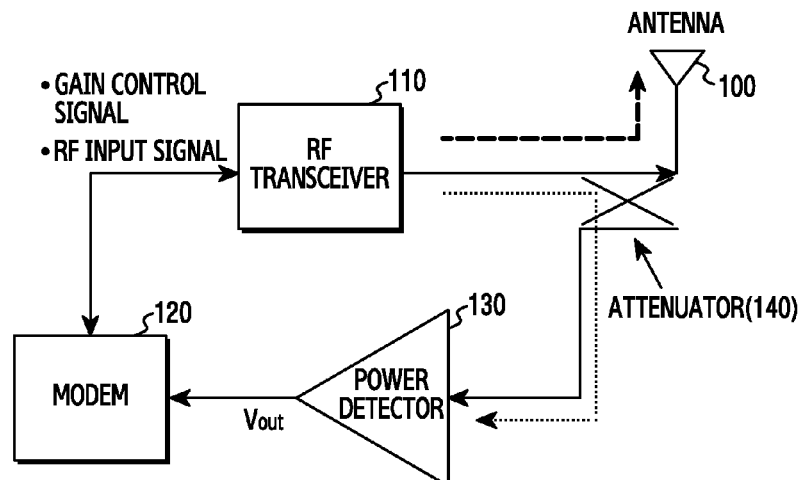 ANTENNA
100
• GAIN CONTROL
SIGNAL
• RF INPUT SIGNAL
110
RF
TRANSCEIVER
ATTENUATOR(140)
120
MODEM
130
POWER
DETECTOR
Vout